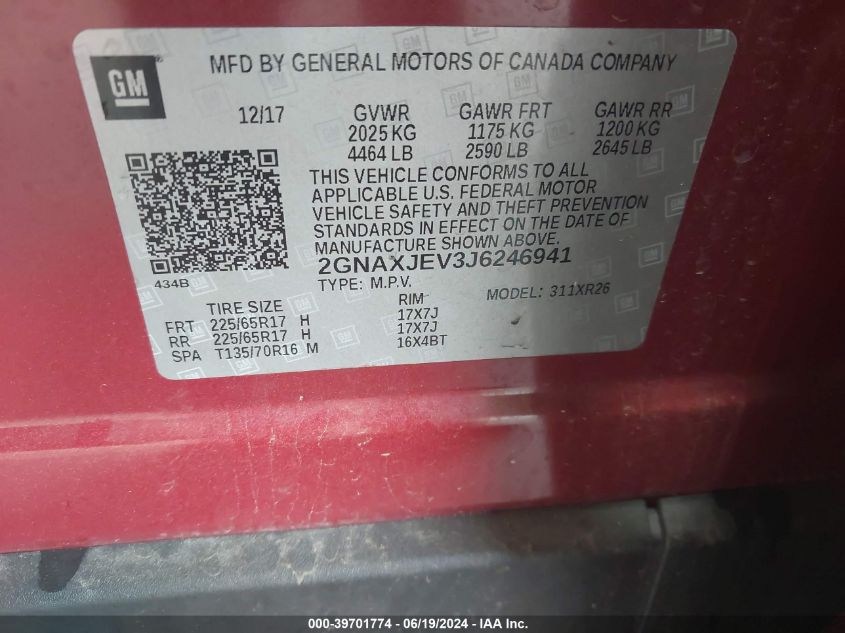 GM
MFD BY GENERAL MOTORS OF CANADA COMPANY
12/17 GVWR GAWR FRT GAWR RR
2025 KG 1175 KG 1200 KG
4464 LB 2590 LB 2645 LB
THIS VEHICLE CONFORMS TO ALL
APPLICABLE U.S. FEDERAL MOTOR
VEHICLE SAFETY AND THEFT PREVENTION
STANDARDS IN EFFECT ON THE DATE OF
MANUFACTURE SHOWN ABOVE.
2GNAXJEV3J6246941
434B
TYPE: M.P.V. MODEL: 311XR26
TIRE SIZE RIM
FRT 225/65R17 H 17X7J
RR 225/65R17 H 17X7J
SPA T135/70R16 M 16X4BT
000-39701774 - 06/19/2024 - IAAI Inc.